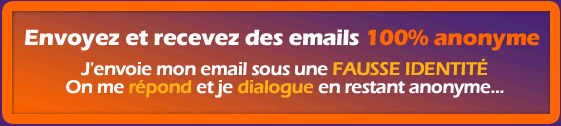 Envoyez et recevez des emails 100% anonyme
J'envoie mon email sous une FAUSSE IDENTITÉ
On me répond et je dialogue en restant anonyme...